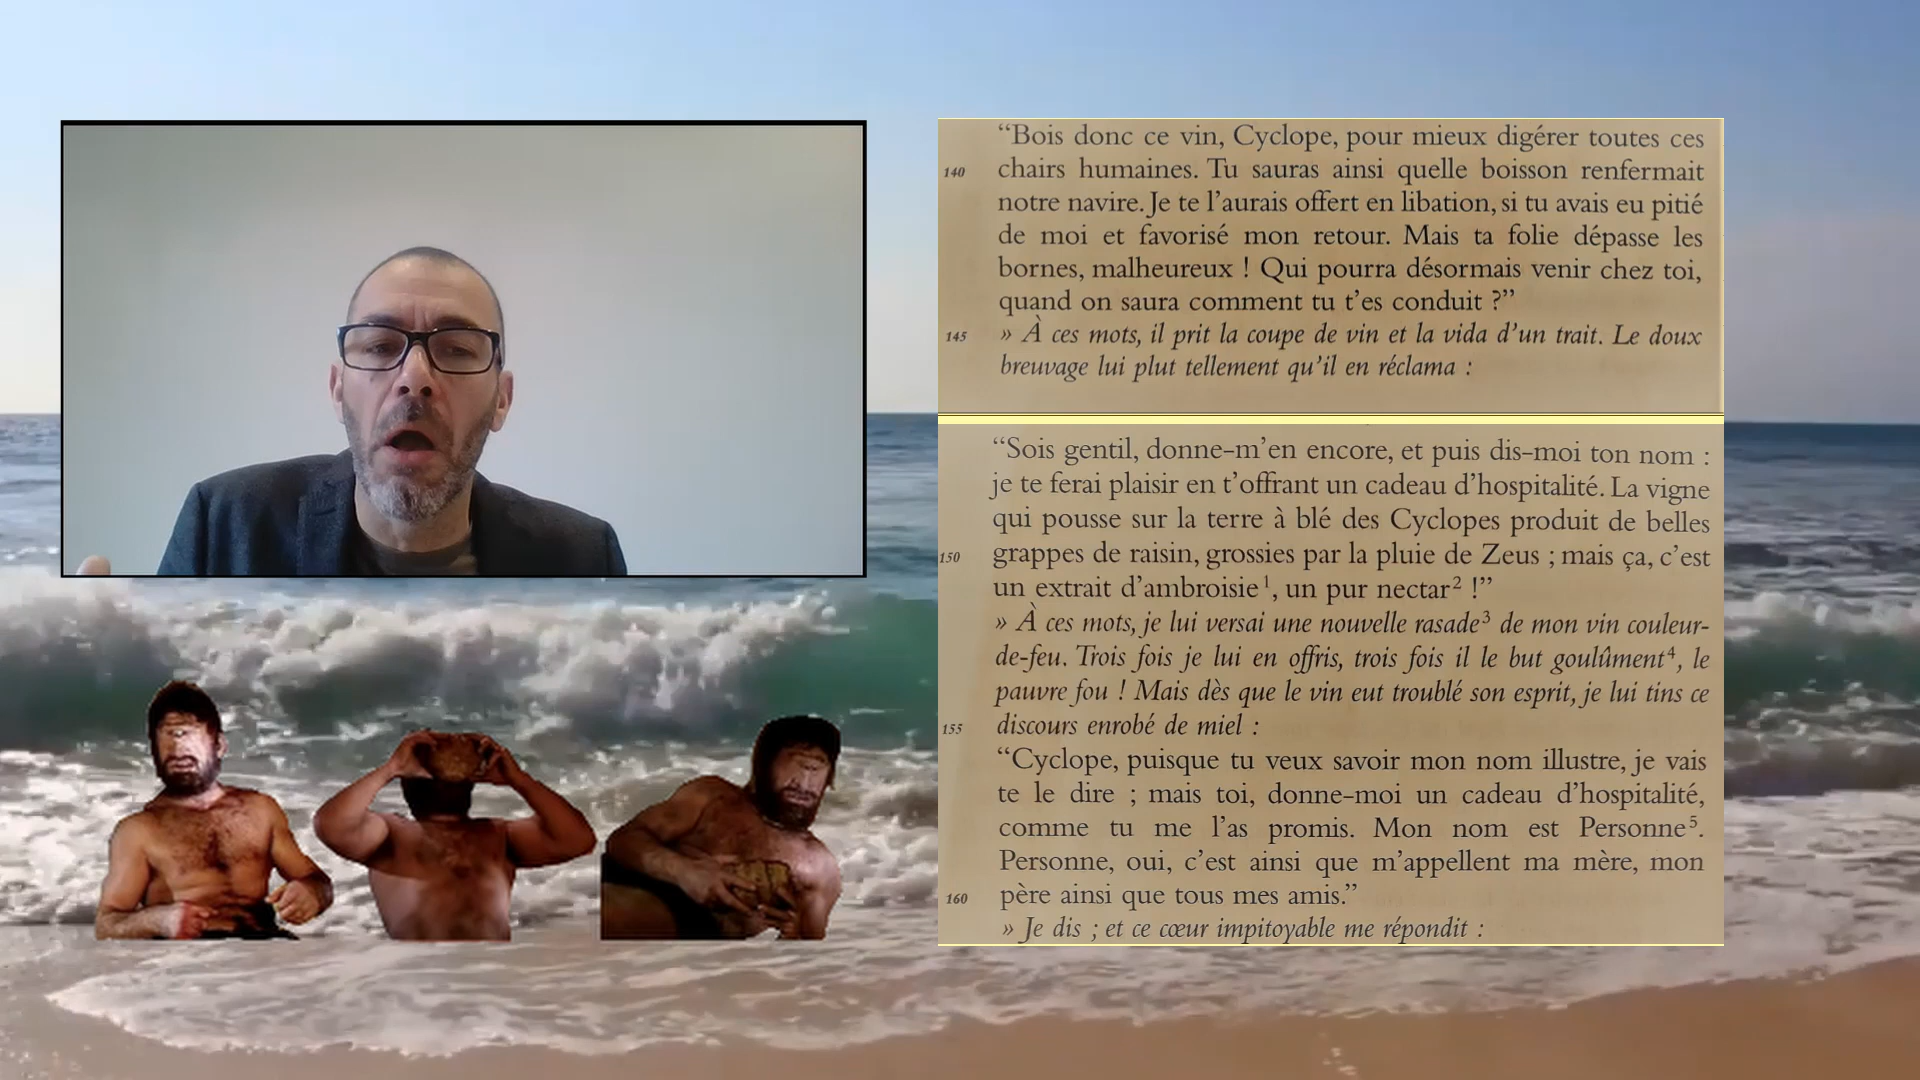 “Bois donc ce vin, Cyclope, pour mieux digérer toutes ces
140 chairs humaines. Tu sauras ainsi quelle boisson renfermait
notre navire. Je te l’aurais offert en libation, si tu avais eu pitié
de moi et favorisé mon retour. Mais ta folie dépasse les
bornes, malheureux ! Qui pourra désormais venir chez toi,
quand on saura comment tu t’es conduit ?”
145 » À ces mots, il prit la coupe de vin et la vida d’un trait. Le doux
breuvage lui plut tellement qu’il en réclama :
“Sois gentil, donne-m’en encore, et puis dis-moi ton nom :
je te ferai plaisir en t’offrant un cadeau d’hospitalité. La vigne
qui pousse sur la terre à blé des Cyclopes produit de belles
150 grappes de raisin, grossies par la pluie de Zeus ; mais ça, c’est
un extrait d’ambroisie1, un pur nectar2 !”
» À ces mots, je lui versai une nouvelle rasade3 de mon vin couleur-
de-feu. Trois fois je lui en offris, trois fois il le but goulûment4, le
pauvre fou ! Mais dès que le vin eut troublé son esprit, je lui tins ce
155 discours enrobé de miel :
“Cyclope, puisque tu veux savoir mon nom illustre, je vais
te le dire ; mais toi, donne-moi un cadeau d’hospitalité,
comme tu me l’as promis. Mon nom est Personne5.
Personne, oui, c’est ainsi que m’appellent ma mère, mon
160 père ainsi que tous mes amis.”
» Je dis ; et ce cœur impitoyable me répondit :